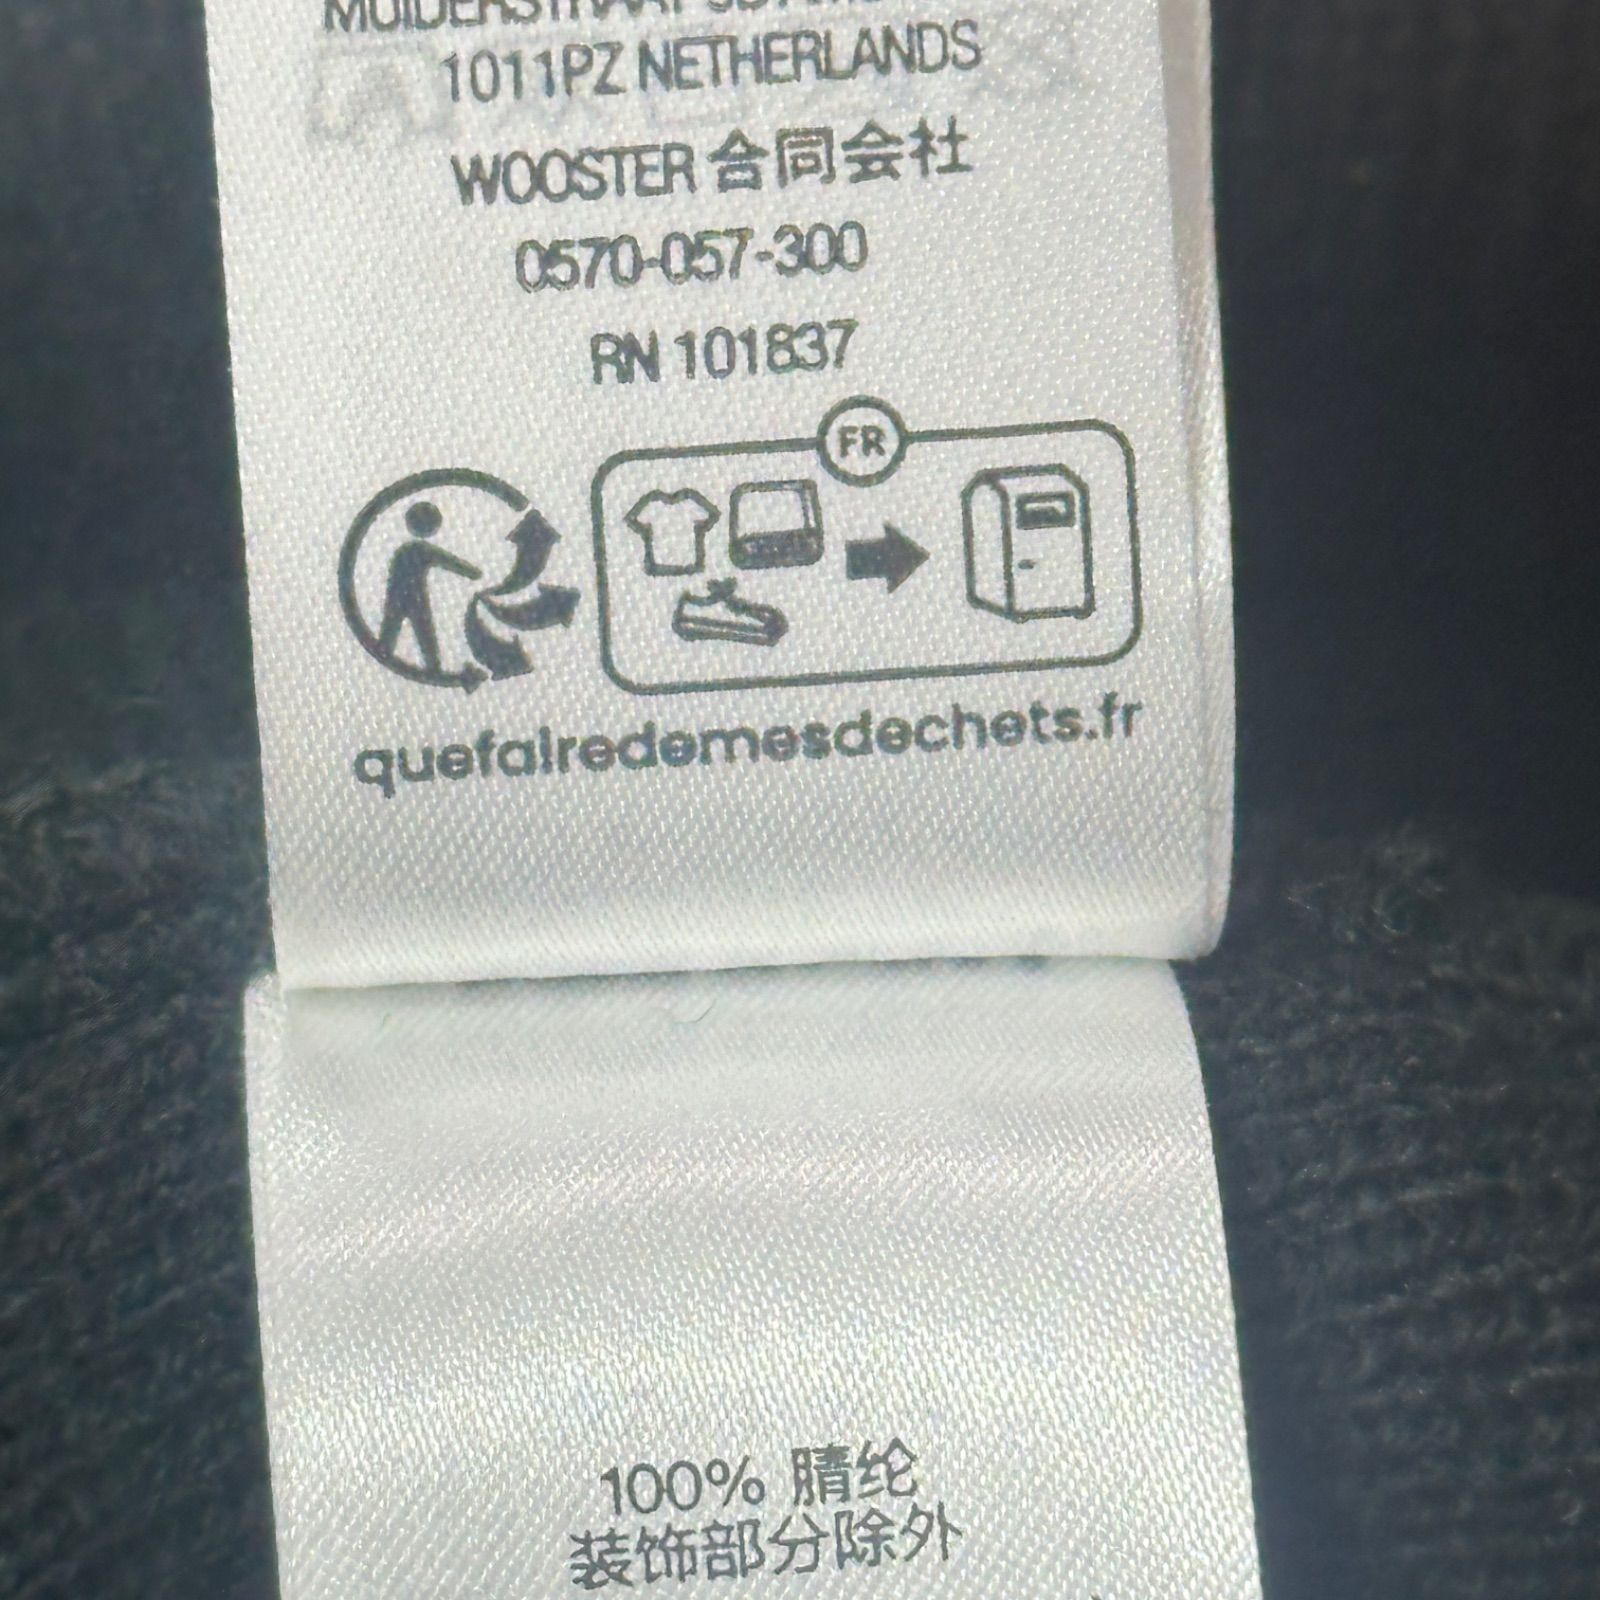 1011PZ NETHERLANDS
WOOSTER 合同会社
0570-057-300
RN 101837
FR
quefairedemesdechets.fr
100% 腈纶
装饰部分除外